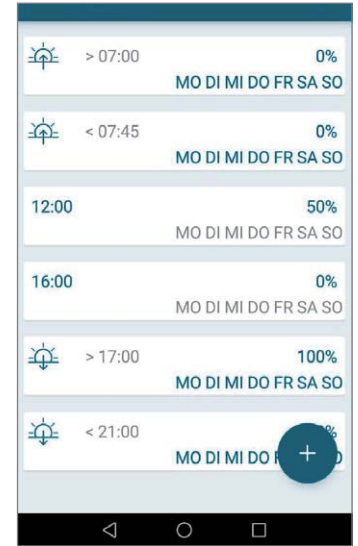 > 07:00 0%
MO DI MI DO FR SA SO
< 07:45 0%
MO DI MI DO FR SA SO
12:00 50%
MO DI MI DO FR SA SO
16:00 0%
MO DI MI DO FR SA SO
> 17:00 100%
MO DI MI DO FR SA SO
< 21:00
MO DI MI DO
+